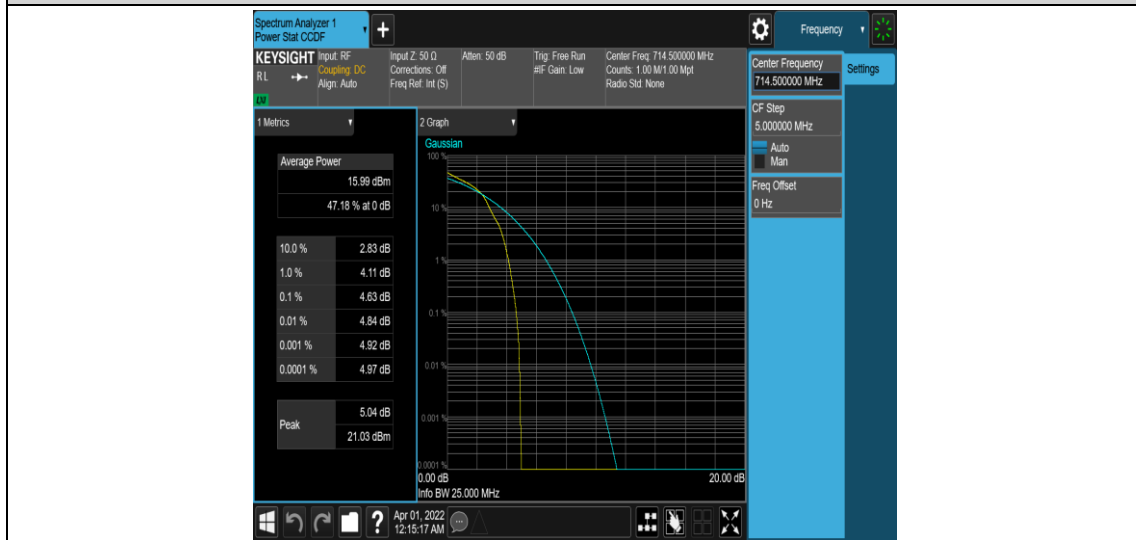 Spectrum Analyzer 1
Power Stat CCDF
+
Frequency
KEYSIGHT
RL
LXI
Input: RF
Coupling: DC
Align: Auto
Input Z: 50 Ω
Corrections: Off
Freq Ref: Int (S)
Atten: 50 dB
Trig: Free Run
#IF Gain: Low
Center Freq: 714.500000 MHz
Counts: 1.00 M/1.00 Mpt
Radio Std: None
Center Frequency
714.500000 MHz
Settings
CF Step
5.000000 MHz
Auto
Man
Freq Offset
0 Hz
1 Metrics
Average Power
15.99 dBm
47.18 % at 0 dB
10.0 % 2.83 dB
1.0 % 4.11 dB
0.1 % 4.63 dB
0.01 % 4.84 dB
0.001 % 4.92 dB
0.0001 % 4.97 dB
Peak
5.04 dB
21.03 dBm
2 Graph
Gaussian
100 %
10 %
1 %
0.1 %
0.01 %
0.001 %
0.0001 %
0.00 dB 20.00 dB
Info BW 25.000 MHz
?
Apr 01, 2022
12:15:17 AM